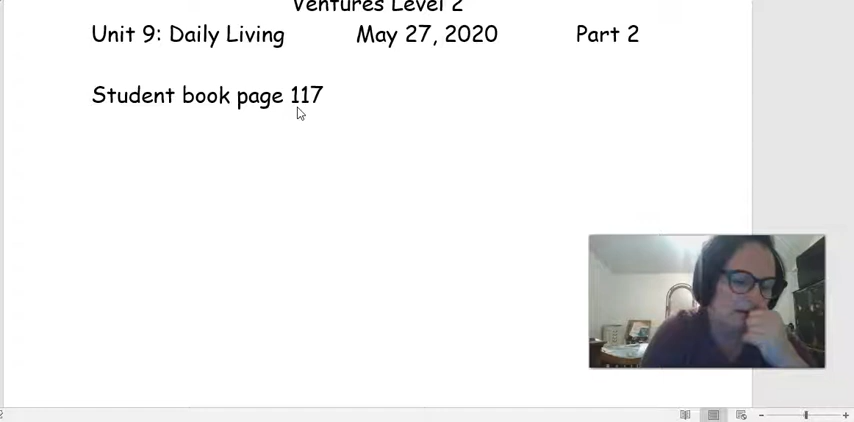 Ventures Level 2
Unit 9: Daily Living May 27, 2020 Part 2
Student book page 117